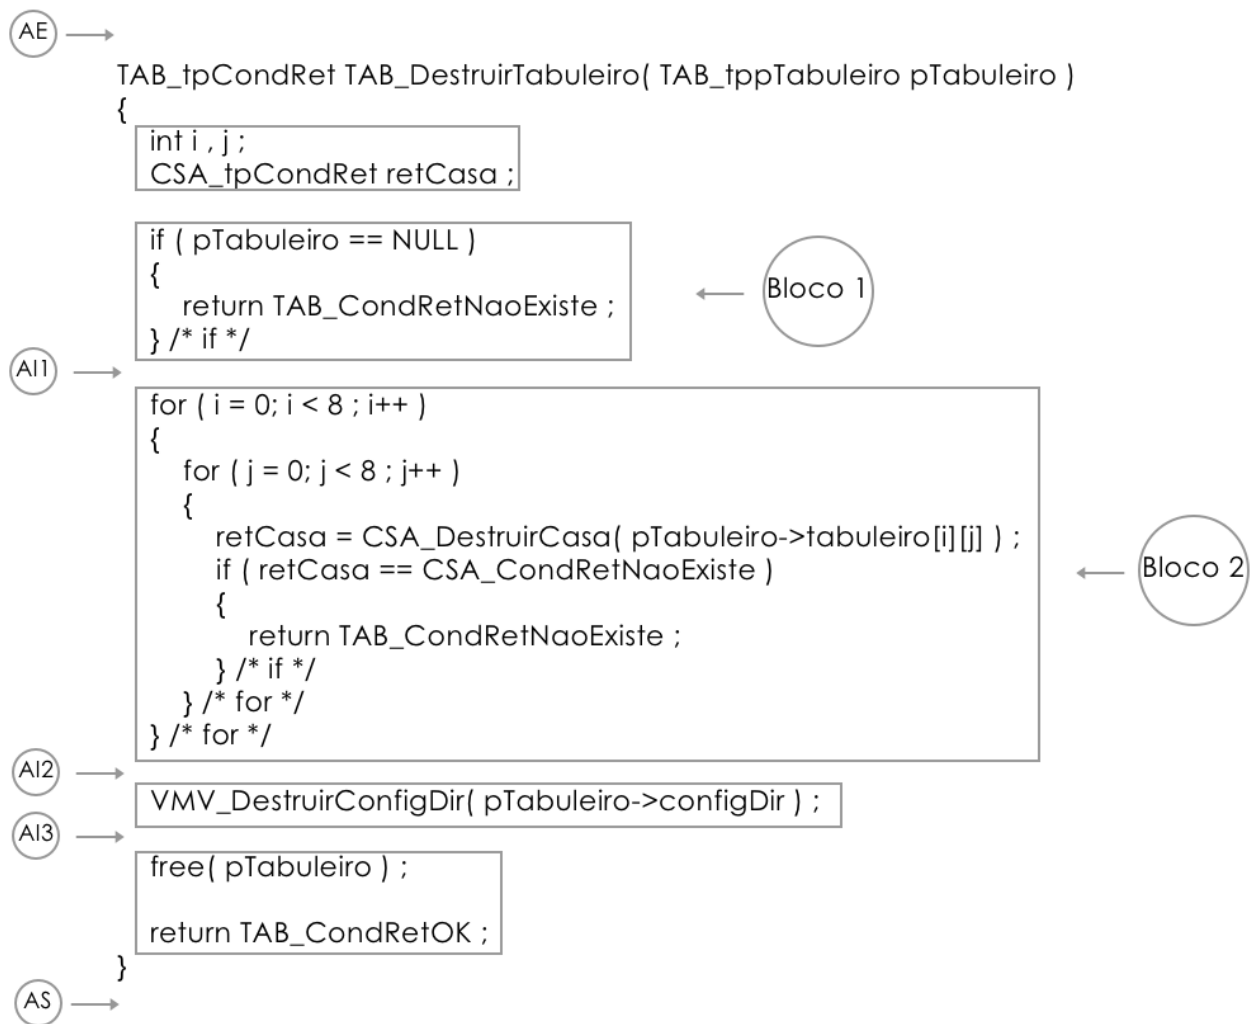 AE
TAB_tpCondRet TAB_DestruirTabuleiro( TAB_tppTabuleiro pTabuleiro )
{
int i , j ;
CSA_tpCondRet retCasa ;
if ( pTabuleiro == NULL )
{
return TAB_CondRetNaoExiste ;
} /* if */
Bloco 1
AI1
for ( i = 0; i < 8 ; i++ )
{
for ( j = 0; j < 8 ; j++ )
{
retCasa = CSA_DestruirCasa( pTabuleiro->tabuleiro[i][j] ) ;
if ( retCasa == CSA_CondRetNaoExiste )
{
return TAB_CondRetNaoExiste ;
} /* if */
} /* for */
} /* for */
Bloco 2
AI2
VMV_DestruirConfigDir( pTabuleiro->configDir ) ;
AI3
free( pTabuleiro ) ;
return TAB_CondRetOK ;
}
AS